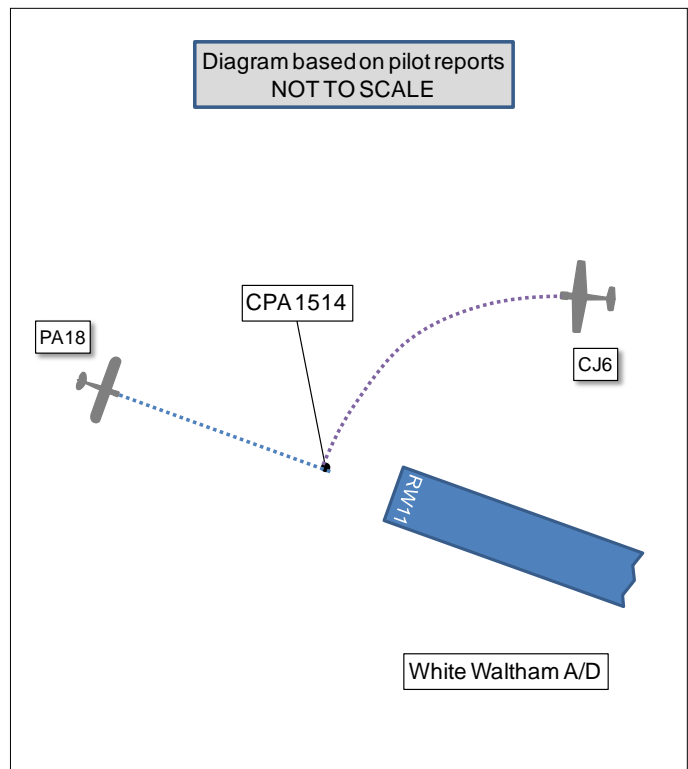 Diagram based on pilot reports
NOT TO SCALE
CPA 1514
PA18
CJ6
RW11
White Waltham A/D